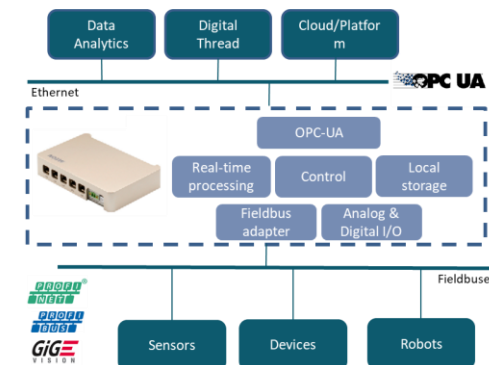 Data
Analytics
Digital
Thread
Cloud/Platfor
m
Ethernet
OPC UA
OPC-UA
Real-time
processing
Control
Local
storage
Fieldbus
adapter
Analog &
Digital I/O
Fieldbuse
PROFI
NET
PROFI
BUS
GiGE
VISION
Sensors
Devices
Robots